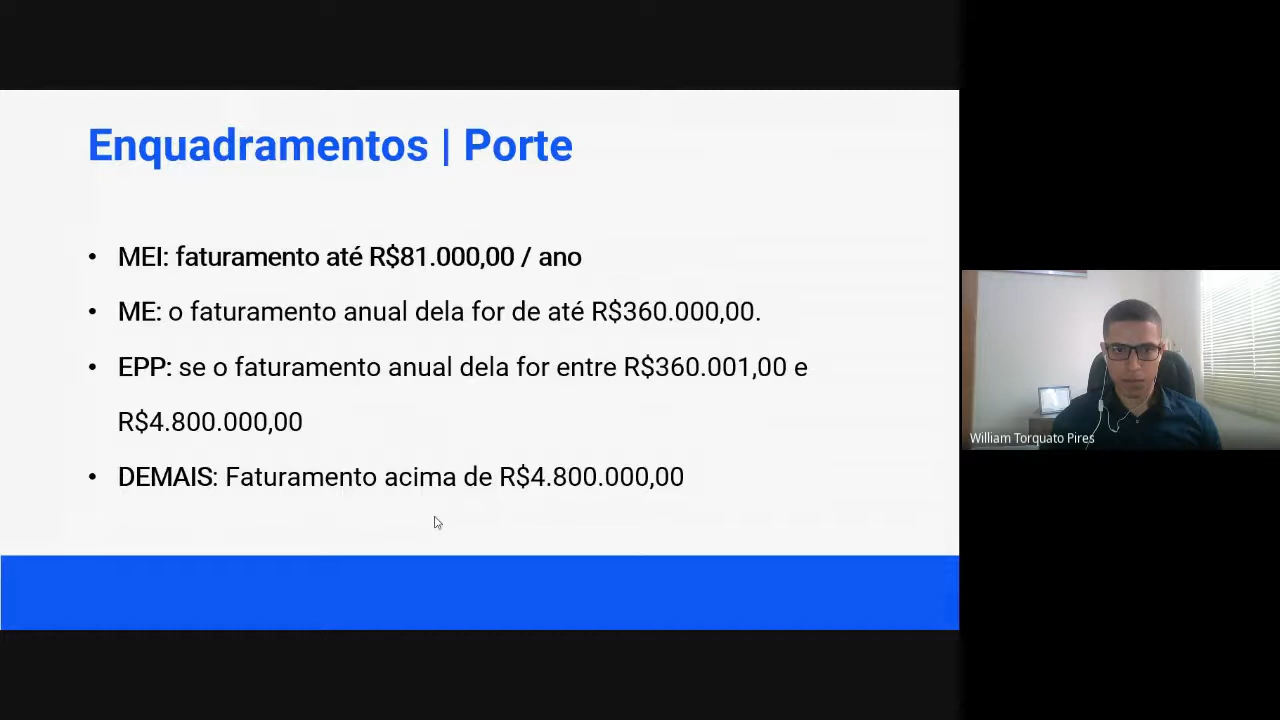 Enquadramentos | Porte
• MEI: faturamento até R$81.000,00 / ano
• ME: o faturamento anual dela for de até R$360.000,00.
• EPP: se o faturamento anual dela for entre R$360.001,00 e
R$4.800.000,00
• DEMAIS: Faturamento acima de R$4.800.000,00
William Torquato Pires